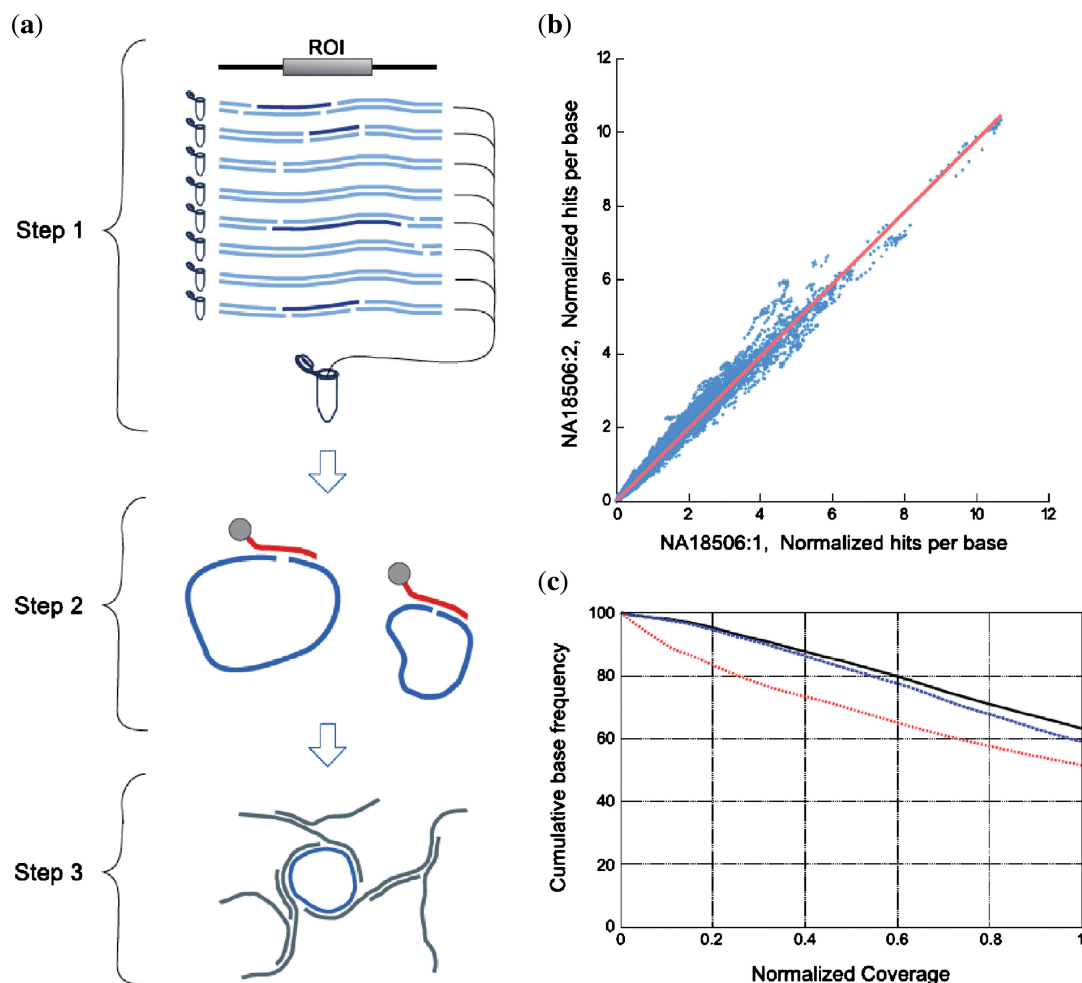 (a)
ROI
Step 1
Step 2
Step 3
(b)
12
10
8
6
4
2
0
NA18506:2, Normalized hits per base
0
2
4
6
8
10
12
NA18506:1, Normalized hits per base
(c)
100
80
60
40
20
0
Cumulative base frequency
0
0.2
0.4
0.6
0.8
1
Normalized Coverage